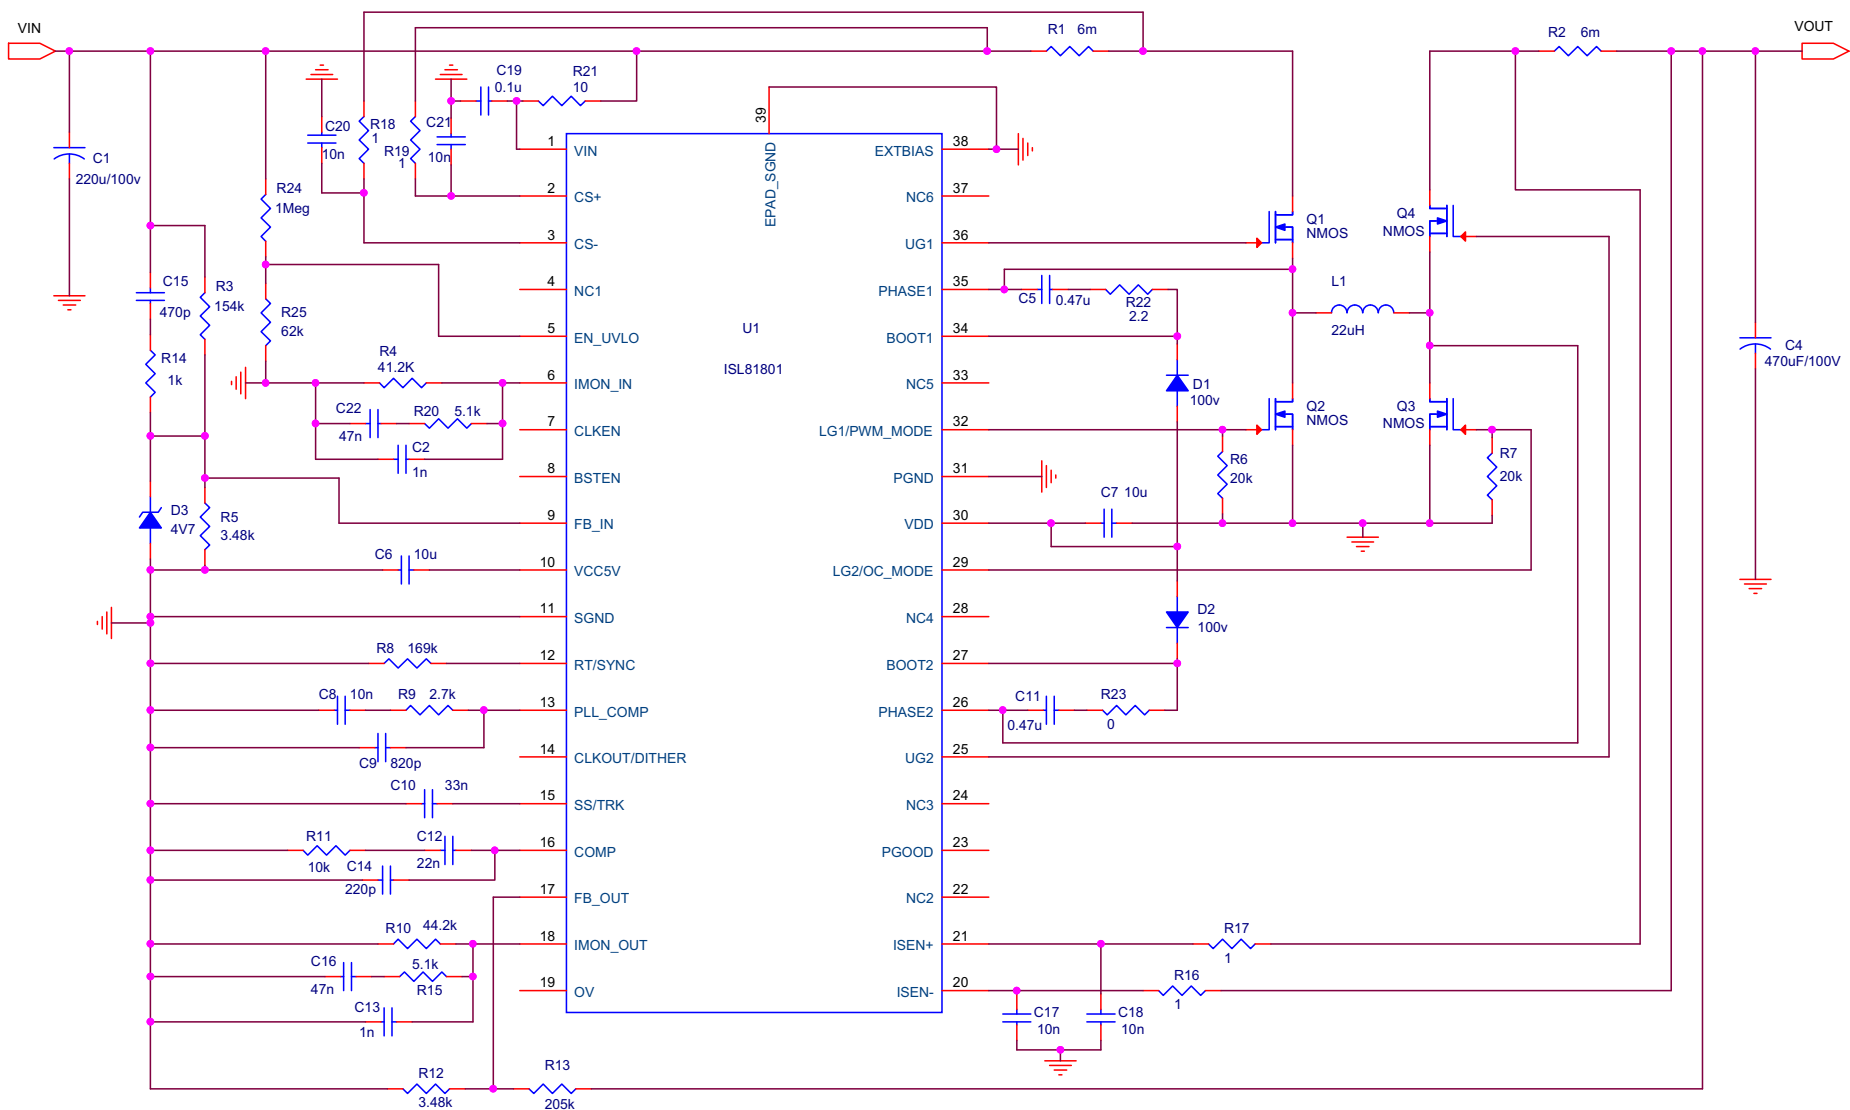 VIN
VOUT
R1 6m
R2 6m
C1
220u/100v
C20
10n
R18
1
R19
1
C21
10n
C19
0.1u
R21
10
R24
1Meg
R25
62k
C15
470p
R3
154k
R14
1k
R4
41.2K
C22
47n
R20 5.1k
C2
1n
D3
4V7
R5
3.48k
C6 10u
R8 169k
C8 10n
R9 2.7k
C9 820p
C10 33n
R11
10k
C12
22n
C14
220p
R10 44.2k
C16
47n
5.1k
R15
C13
1n
R12
3.48k
R13
205k
U1
ISL81801
39
EPAD_SGND
1 VIN
2 CS+
3 CS-
4 NC1
5 EN_UVLO
6 IMON_IN
7 CLKEN
8 BSTEN
9 FB_IN
10 VCC5V
11 SGND
12 RT/SYNC
13 PLL_COMP
14 CLKOUT/DITHER
15 SS/TRK
16 COMP
17 FB_OUT
18 IMON_OUT
19 OV
EXTBIAS 38
NC6 37
UG1 36
PHASE1 35
BOOT1 34
NC5 33
LG1/PWM_MODE 32
PGND 31
VDD 30
LG2/OC_MODE 29
NC4 28
BOOT2 27
PHASE2 26
UG2 25
NC3 24
PGOOD 23
NC2 22
ISEN+ 21
ISEN- 20
C5 0.47u
R22
2.2
D1
100v
C7 10u
R6
20k
D2
100v
C11
0.47u
R23
0
Q1
NMOS
Q4
NMOS
L1
22uH
Q2
NMOS
Q3
NMOS
R7
20k
C4
470uF/100V
R17
1
R16
1
C17
10n
C18
10n